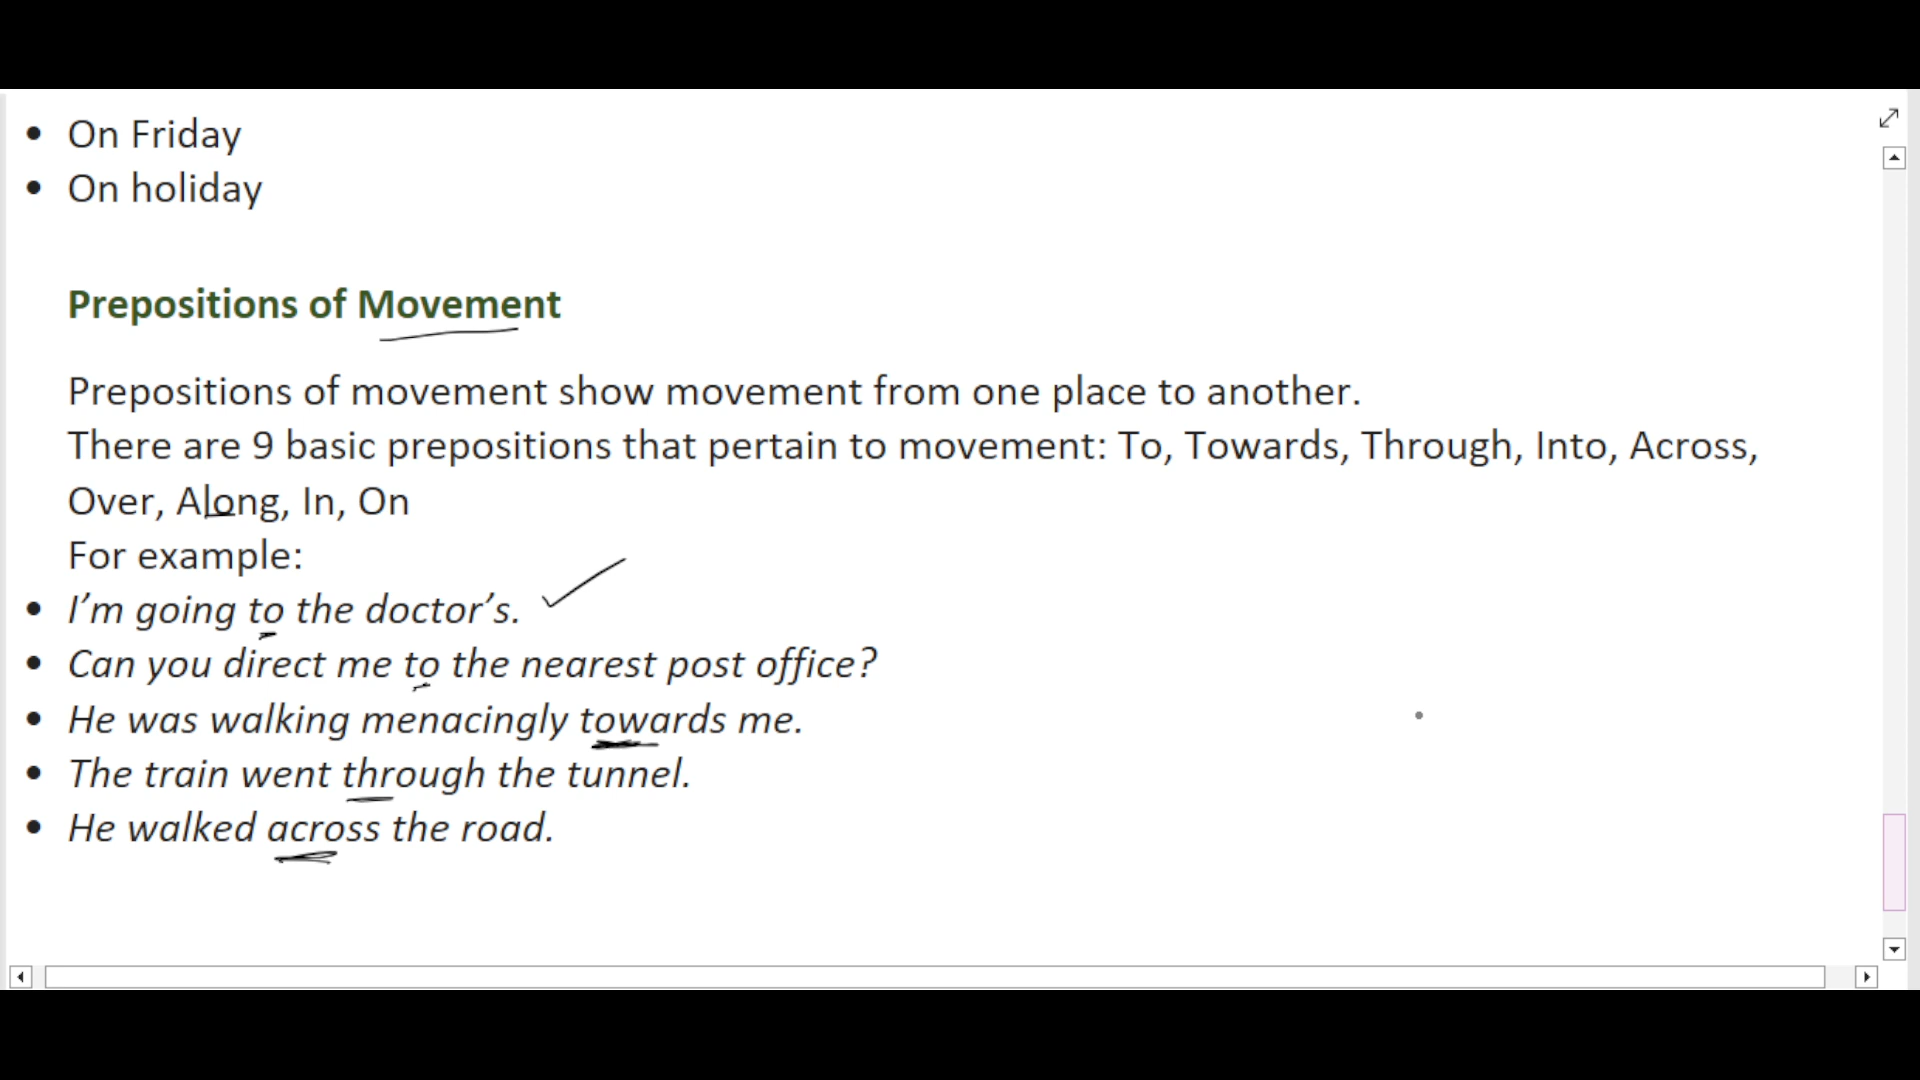 • On Friday
• On holiday
Prepositions of Movement
Prepositions of movement show movement from one place to another.
There are 9 basic prepositions that pertain to movement: To, Towards, Through, Into, Across,
Over, Along, In, On
For example:
• I’m going to the doctor’s.
• Can you direct me to the nearest post office?
• He was walking menacingly towards me.
• The train went through the tunnel.
• He walked across the road.